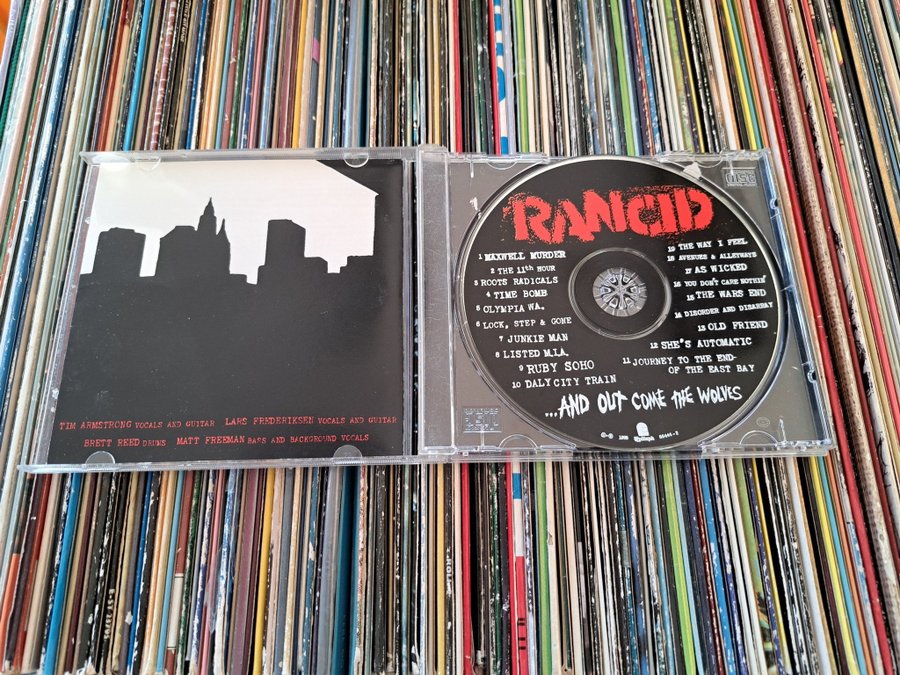 TIM ARMSTRONG VOCALS AND GUITAR LARS FREDERIKSEN VOCALS AND GUITAR
BRETT REED DRUMS MATT FREEMAN BASS AND BACKGROUND VOCALS
RANCID
1 MAXWELL MURDER
2 THE 11th HOUR
3 ROOTS RADICALS
4 TIME BOMB
5 OLYMPIA WA.
6 LOCK, STEP & GONE
7 JUNKIE MAN
8 LISTED M.I.A.
9 RUBY SOHO
10 DALY CITY TRAIN
19 THE WAY I FEEL
18 AVENUES & ALLEYWAYS
17 AS WICKED
16 YOU DON'T CARE NOTHIN'
15 THE WARS END
14 DISORDER AND DISARRAY
13 OLD FRIEND
12 SHE'S AUTOMATIC
11 JOURNEY TO THE END-
OF THE EAST BAY
...AND OUT COME THE WOLVES
℗ © 1995 Epitaph 86444-2